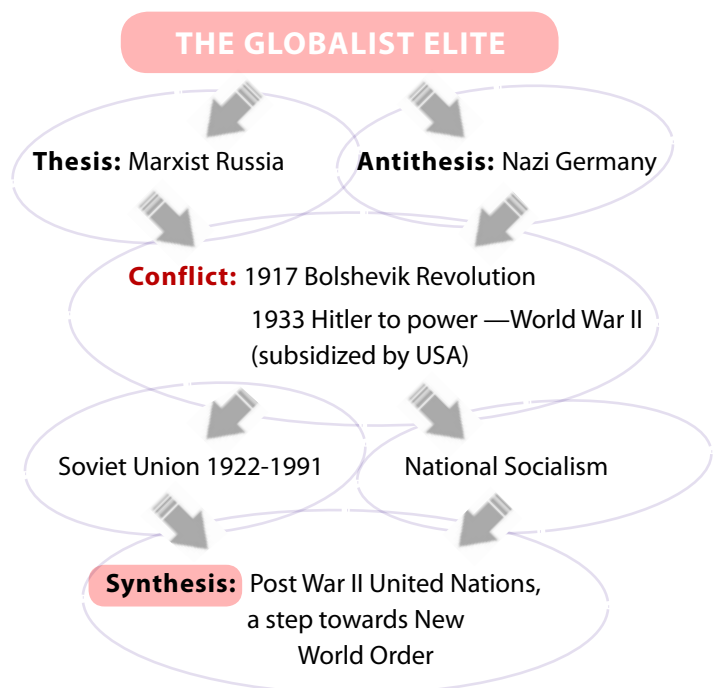 THE GLOBALIST ELITE
Thesis: Marxist Russia
Antithesis: Nazi Germany
Conflict: 1917 Bolshevik Revolution
1933 Hitler to power —World War II
(subsidized by USA)
Soviet Union 1922-1991
National Socialism
Synthesis: Post War II United Nations,
a step towards New
World Order